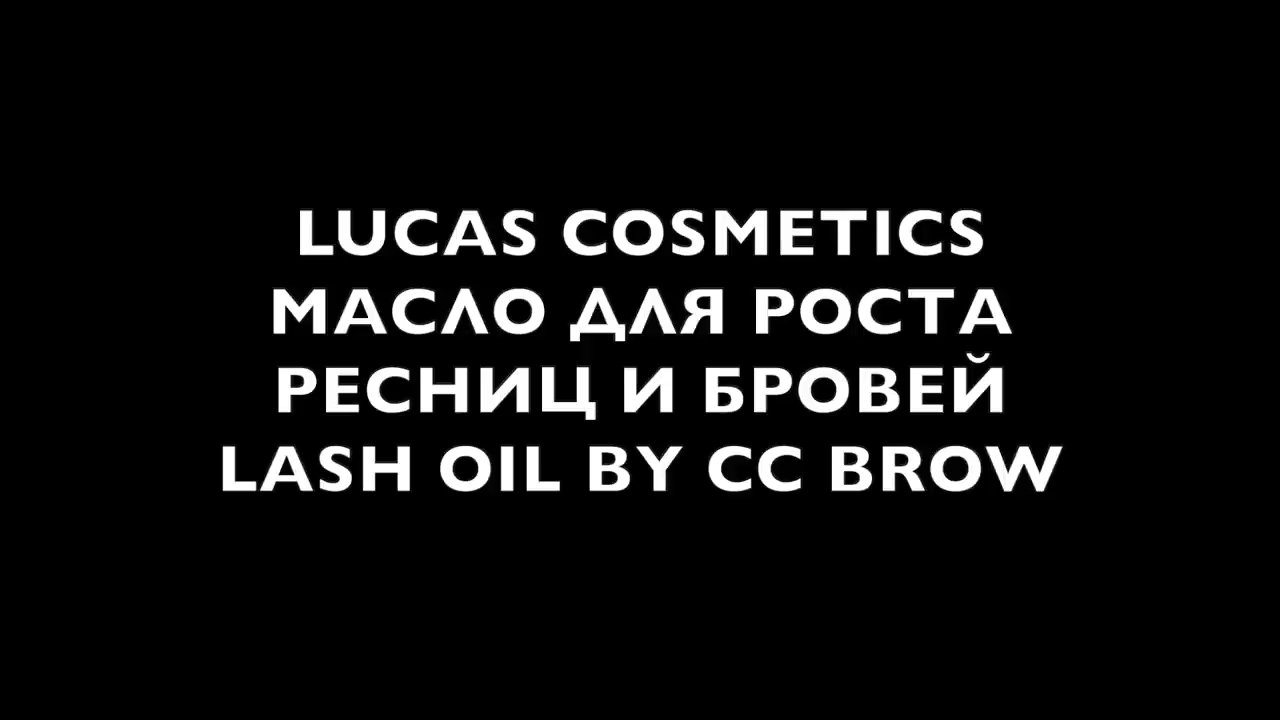 LUCAS COSMETICS
МАСЛО ДЛЯ РОСТА
РЕСНИЦ И БРОВЕЙ
LASH OIL BY CC BROW